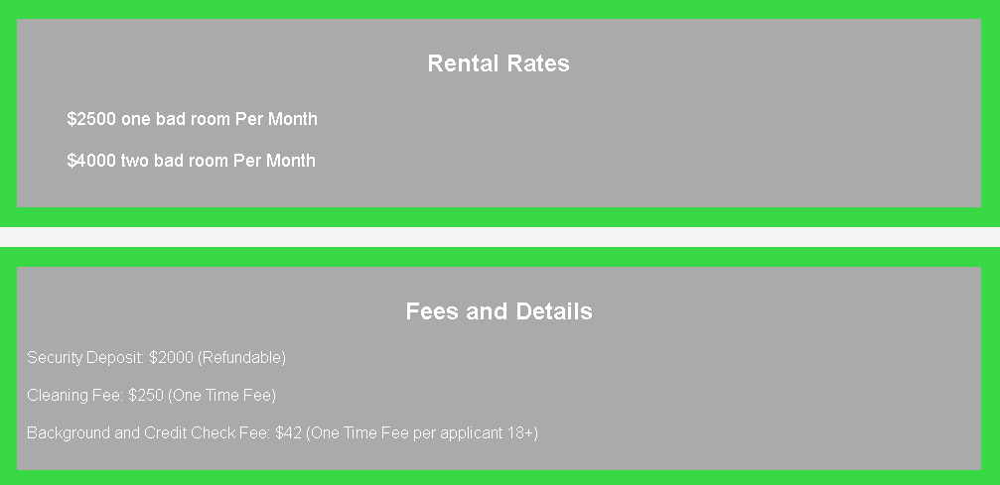 Rental Rates
$2500 one bad room Per Month
$4000 two bad room Per Month
Fees and Details
Security Deposit: $2000 (Refundable)
Cleaning Fee: $250 (One Time Fee)
Background and Credit Check Fee: $42 (One Time Fee per applicant 18+)